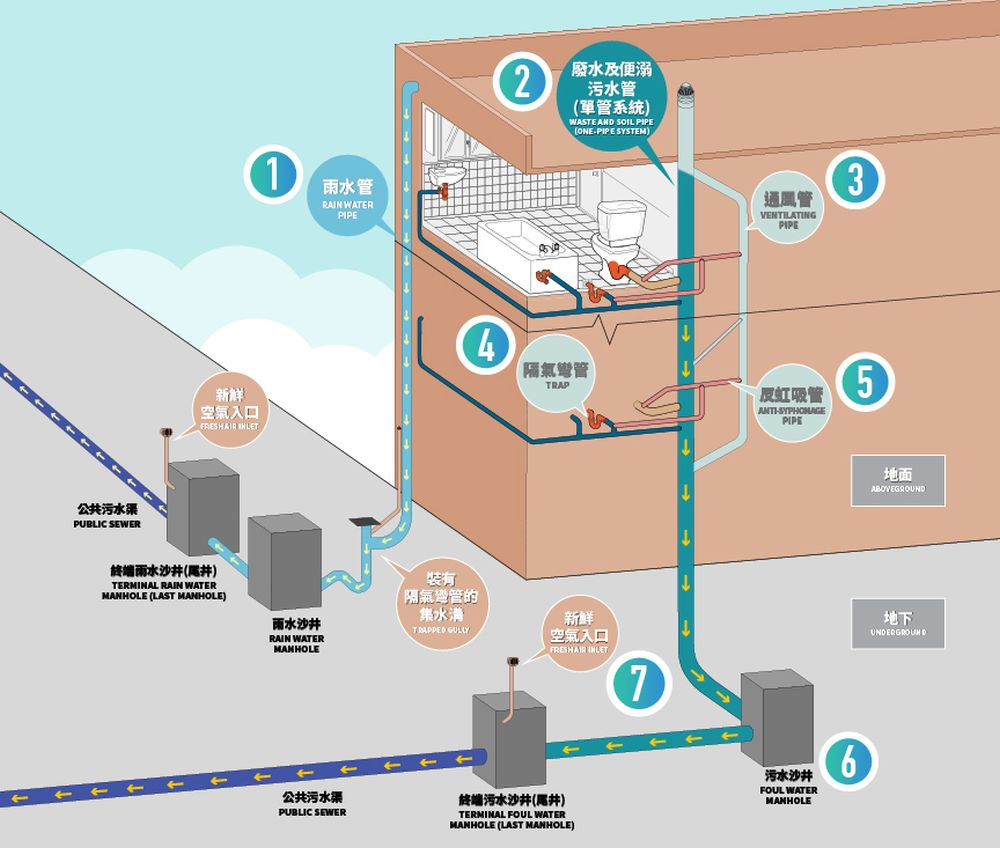 1
雨水管
RAIN WATER
PIPE
2
廢水及便溺
污水管
(單管系統)
WASTE AND SOIL PIPE
(ONE-PIPE SYSTEM)
3
通風管
VENTILATING
PIPE
4
隔氣彎管
TRAP
5
反虹吸管
ANTI-SYPHONAGE
PIPE
新鮮
空氣入口
FRESH AIR INLET
公共污水渠
PUBLIC SEWER
終端雨水沙井(尾井)
TERMINAL RAIN WATER
MANHOLE (LAST MANHOLE)
雨水沙井
RAIN WATER
MANHOLE
裝有
隔氣彎管的
集水溝
TRAPPED GULLY
地面
ABOVEGROUND
地下
UNDERGROUND
新鮮
空氣入口
FRESH AIR INLET
7
6
污水沙井
FOUL WATER
MANHOLE
終端污水沙井(尾井)
TERMINAL FOUL WATER
MANHOLE (LAST MANHOLE)
公共污水渠
PUBLIC SEWER